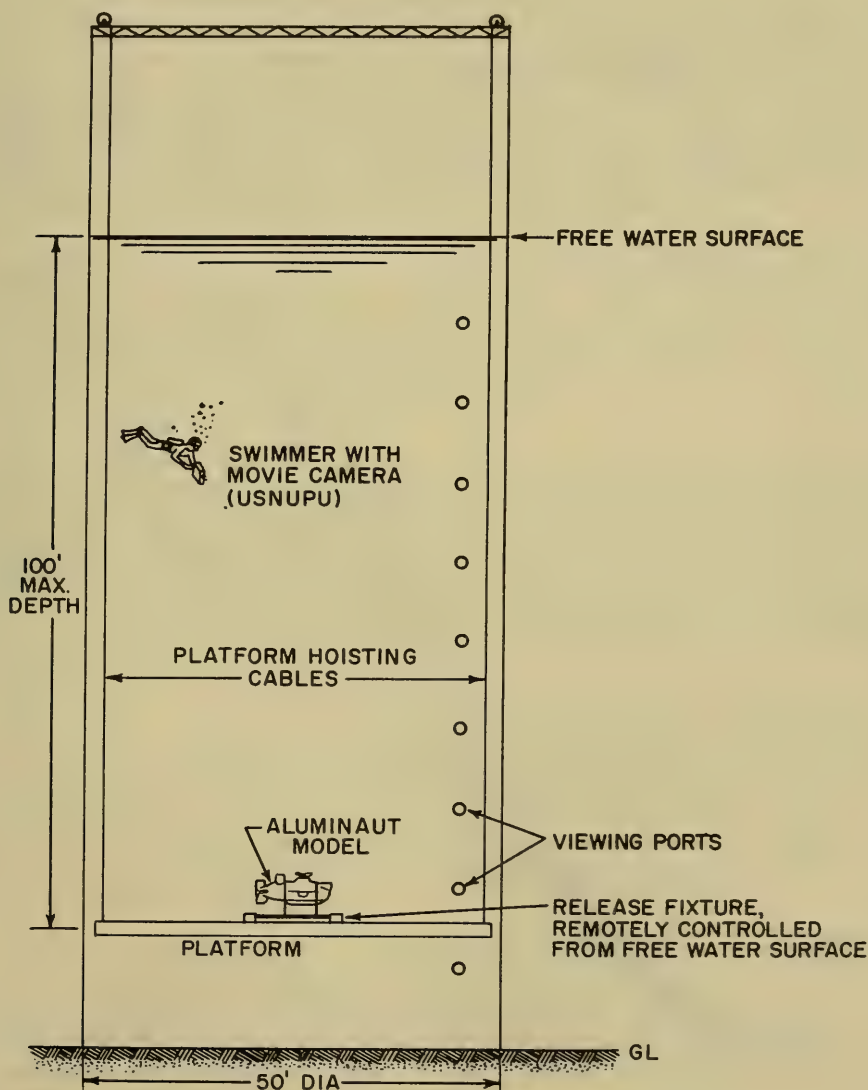 FREE WATER SURFACE
SWIMMER WITH
MOVIE CAMERA
(USNUPU)
100'
MAX.
DEPTH
PLATFORM HOISTING
CABLES
ALUMINAUT
MODEL
VIEWING PORTS
RELEASE FIXTURE,
REMOTELY CONTROLLED
FROM FREE WATER SURFACE
PLATFORM
GL
50' DIA